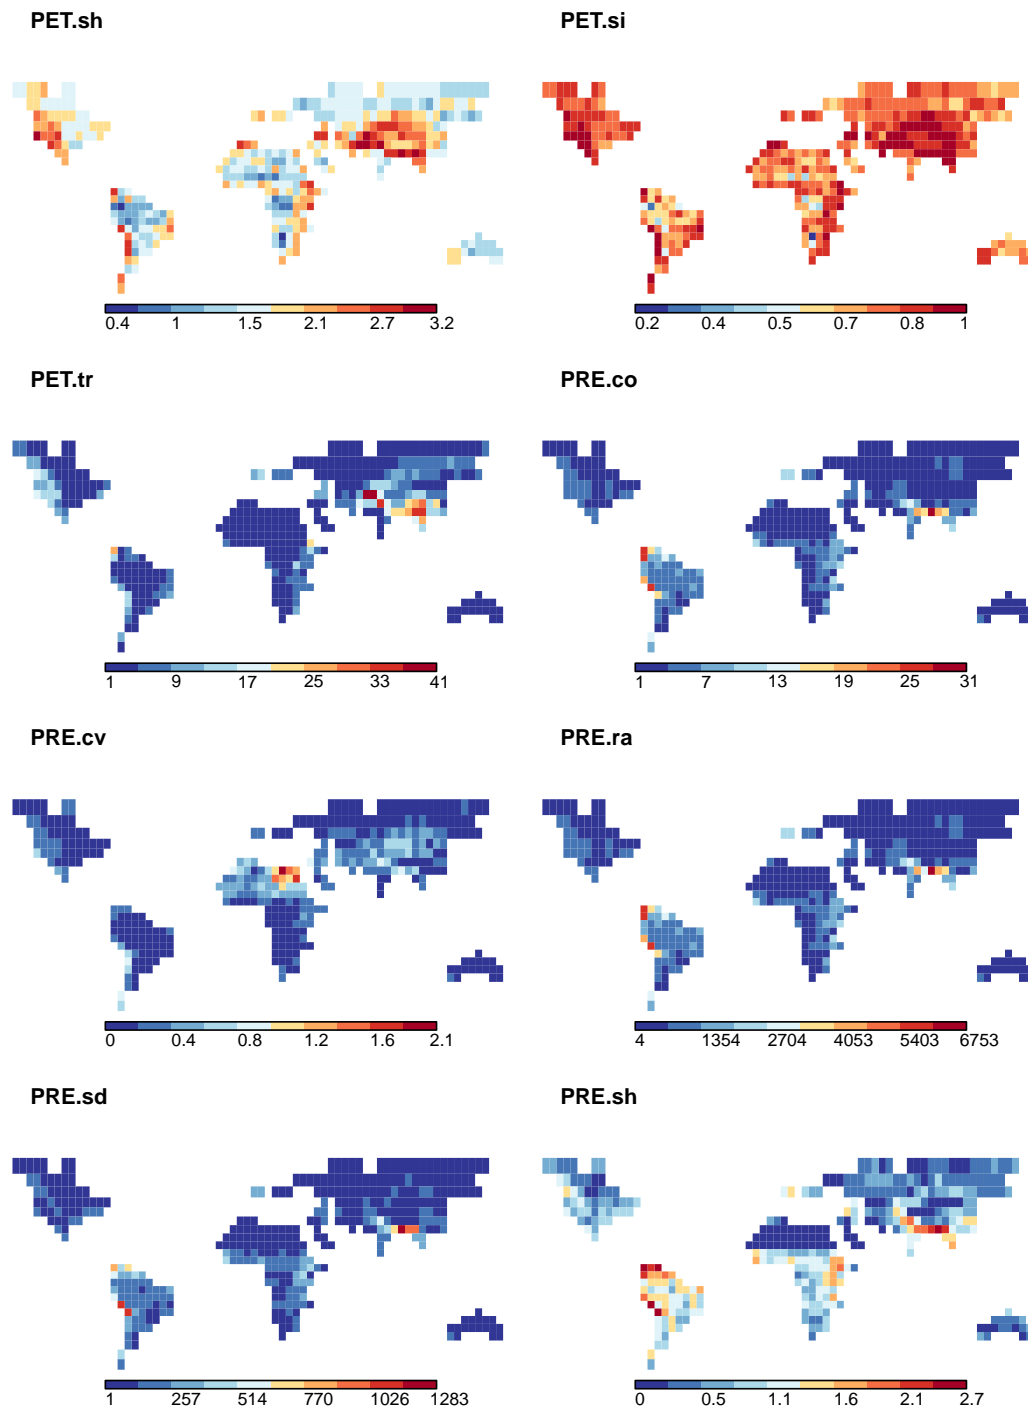 PET.sh PET.si
0.4 1 1.5 2.1 2.7 3.2 0.2 0.4 0.5 0.7 0.8 1
PET.tr PRE.co
1 9 17 25 33 41 1 7 13 19 25 31
PRE.cv PRE.ra
0 0.4 0.8 1.2 1.6 2.1 4 1354 2704 4053 5403 6753
PRE.sd PRE.sh
1 257 514 770 1026 1283 0 0.5 1.1 1.6 2.1 2.7